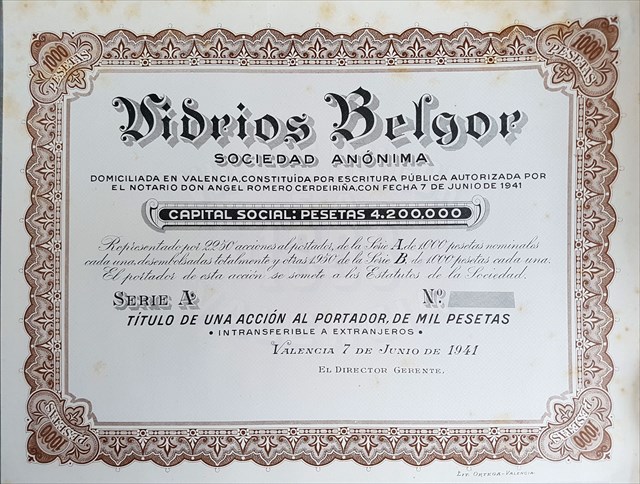 1000 PESETAS
1000 PESETAS
Vidrios Belgor
SOCIEDAD ANÓNIMA
DOMICILIADA EN VALENCIA, CONSTITUÍDA POR ESCRITURA PÚBLICA AUTORIZADA POR
EL NOTARIO DON ANGEL ROMERO CERDEIRIÑA, CON FECHA 7 DE JUNIO DE 1941
CAPITAL SOCIAL: PESETAS 4.200,000
Representado por 2250 acciones al portador, de la Serie A de 1000 pesetas nominales
cada una, desembolsadas totalmente y otras 1950 de la Serie B de 1000 pesetas cada una.
El portador de esta acción se somete a los Estatutos de la Sociedad.
SERIE A Nº.
TÍTULO DE UNA ACCIÓN AL PORTADOR, DE MIL PESETAS
• INTRANSFERIBLE A EXTRANJEROS •
VALENCIA 7 DE JUNIO DE 1941
EL DIRECTOR GERENTE,
1000 PESETAS
1000 PESETAS
LIT. ORTEGA-VALENCIA